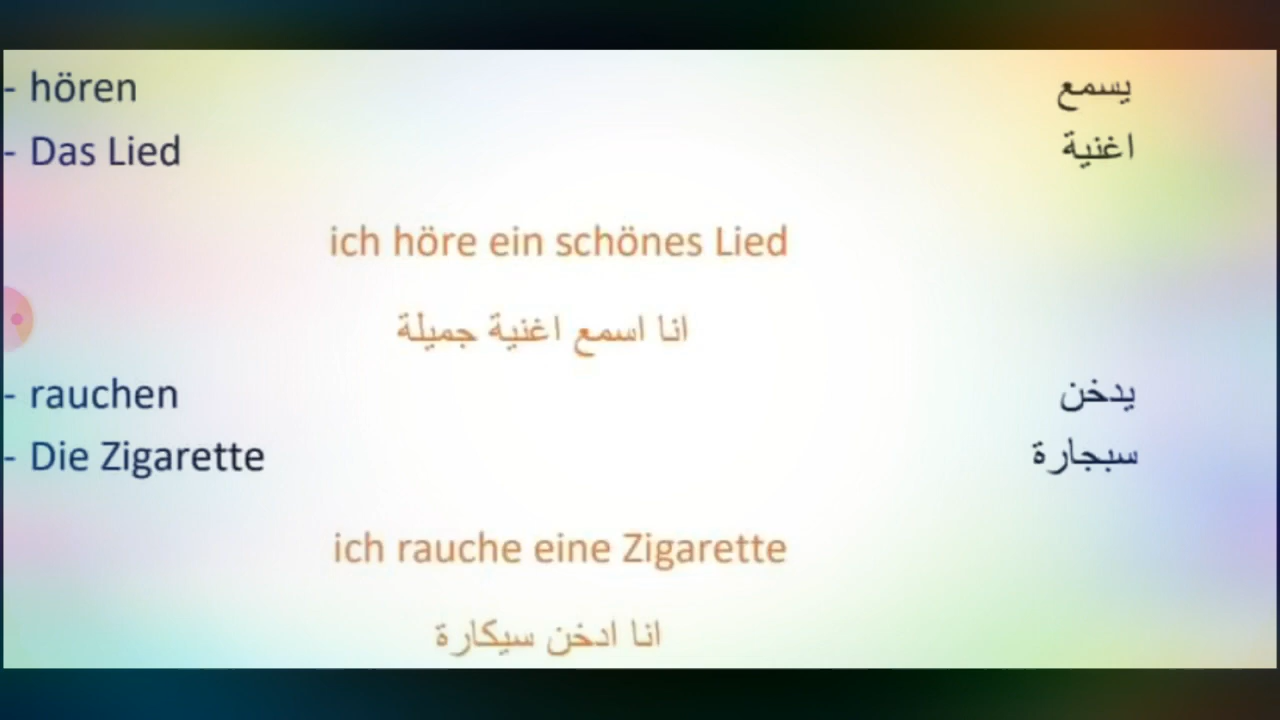 - hören يسمع
- Das Lied اغنية
ich höre ein schönes Lied
انا اسمع اغنية جميلة
- rauchen يدخن
- Die Zigarette سبجارة
ich rauche eine Zigarette
انا ادخن سيكارة